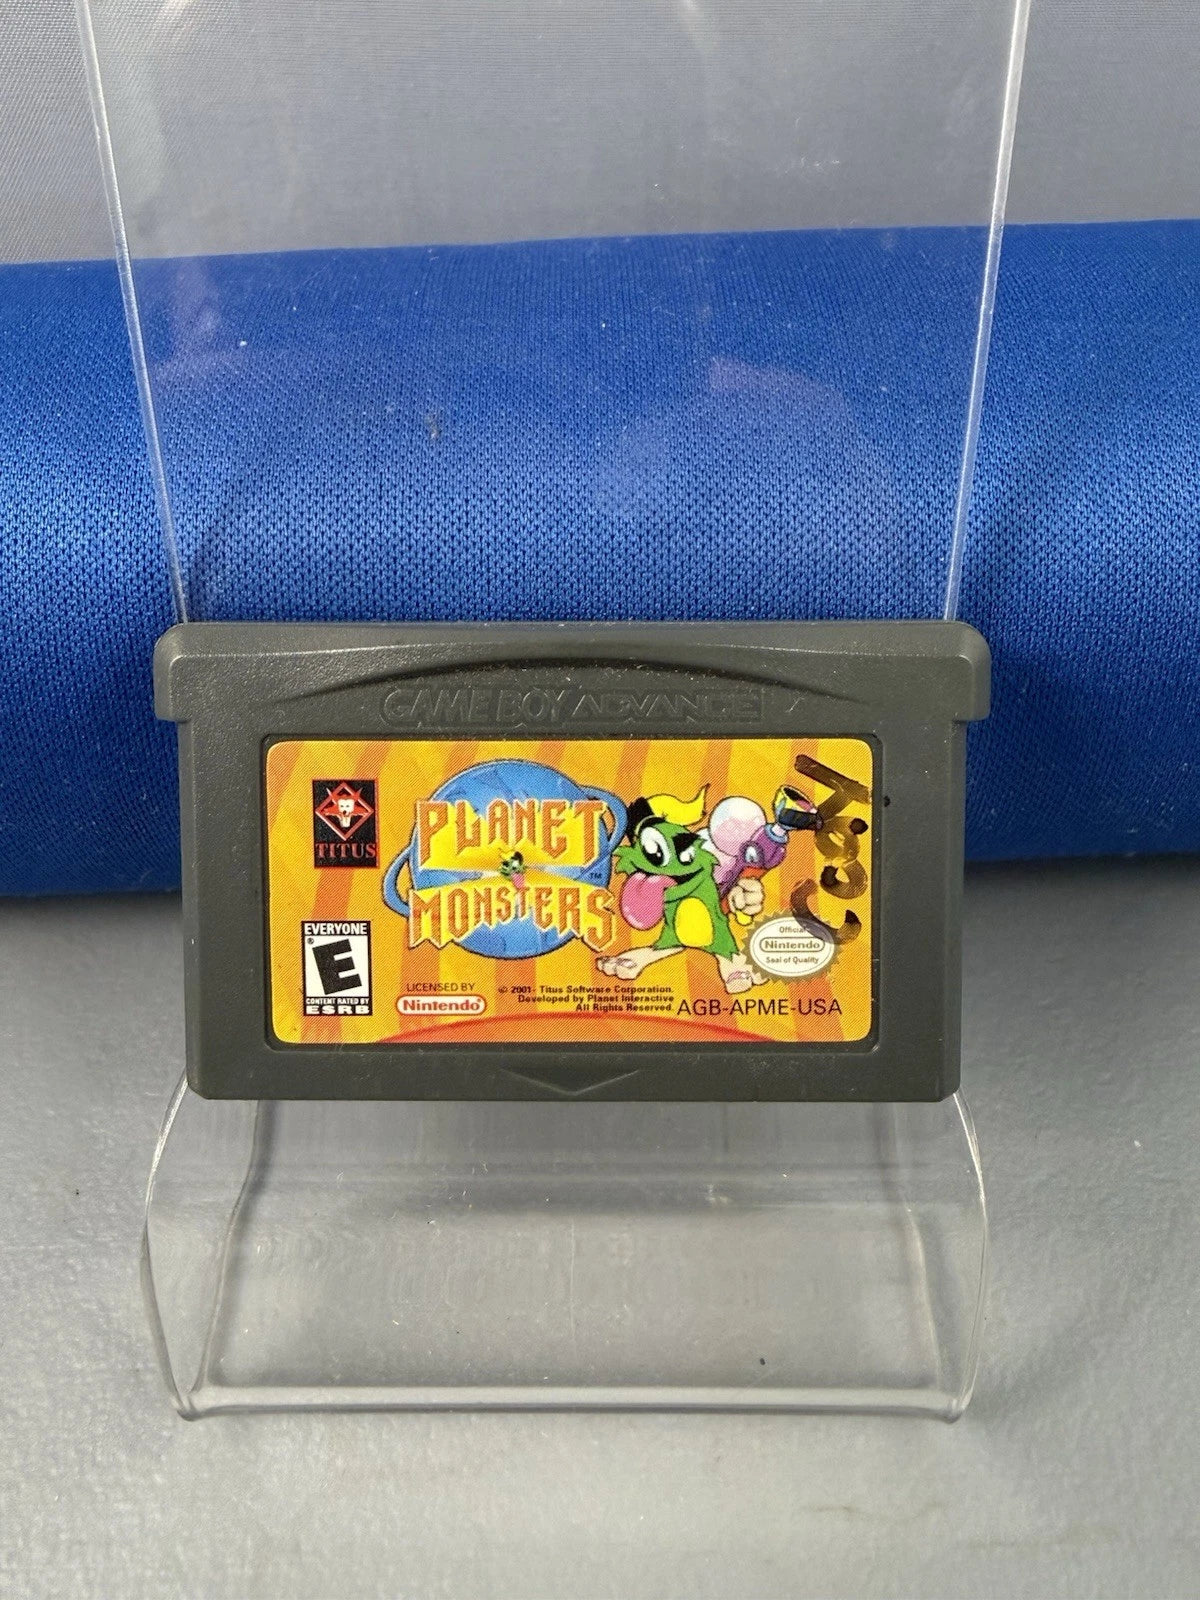 GAME BOY ADVANCE
TITUS
PLANET
MONSTERS™
EVERYONE
E
®
CONTENT RATED BY
ESRB
LICENSED BY
Nintendo®
© 2001- Titus Software Corporation.
Developed by Planet Interactive
All Rights Reserved.
Official
Nintendo
Seal of Quality
AGB-APME-USA